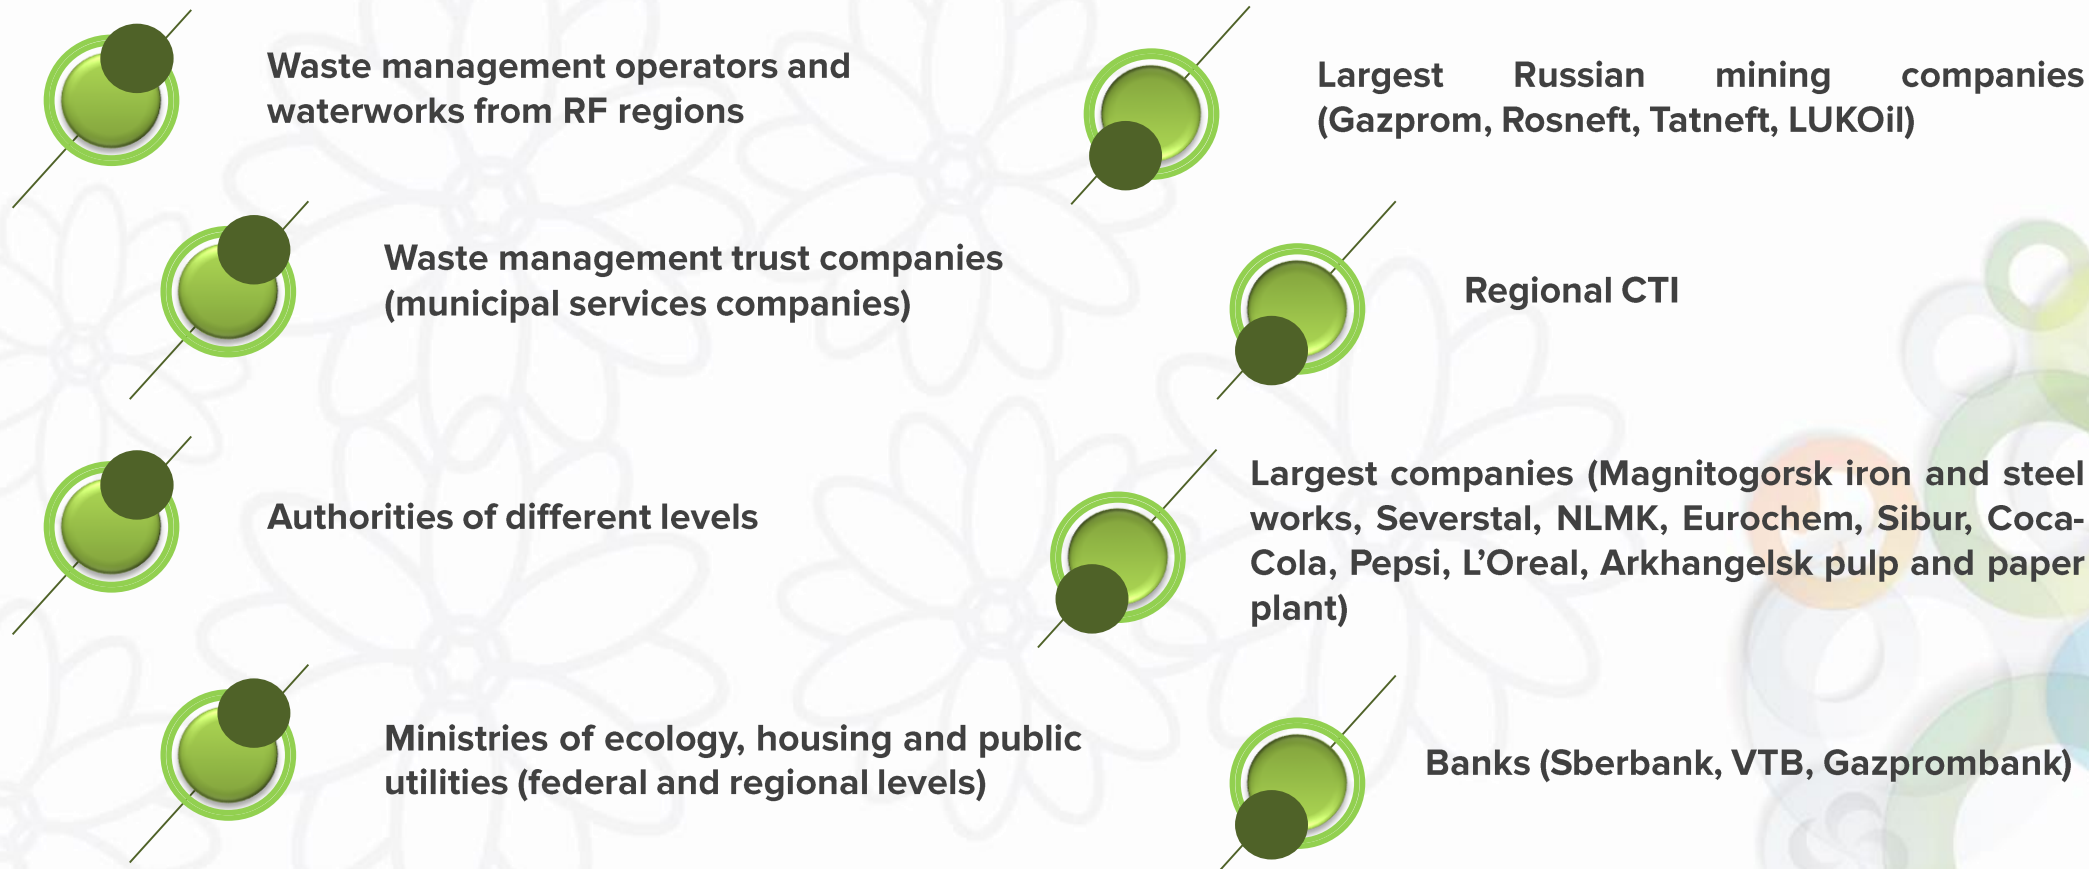 Waste management operators and
waterworks from RF regions
Waste management trust companies
(municipal services companies)
Authorities of different levels
Ministries of ecology, housing and public
utilities (federal and regional levels)
Largest Russian mining companies
(Gazprom, Rosneft, Tatneft, LUKOil)
Regional CTI
Largest companies (Magnitogorsk iron and steel
works, Severstal, NLMK, Eurochem, Sibur, Coca-
Cola, Pepsi, L’Oreal, Arkhangelsk pulp and paper
plant)
Banks (Sberbank, VTB, Gazprombank)